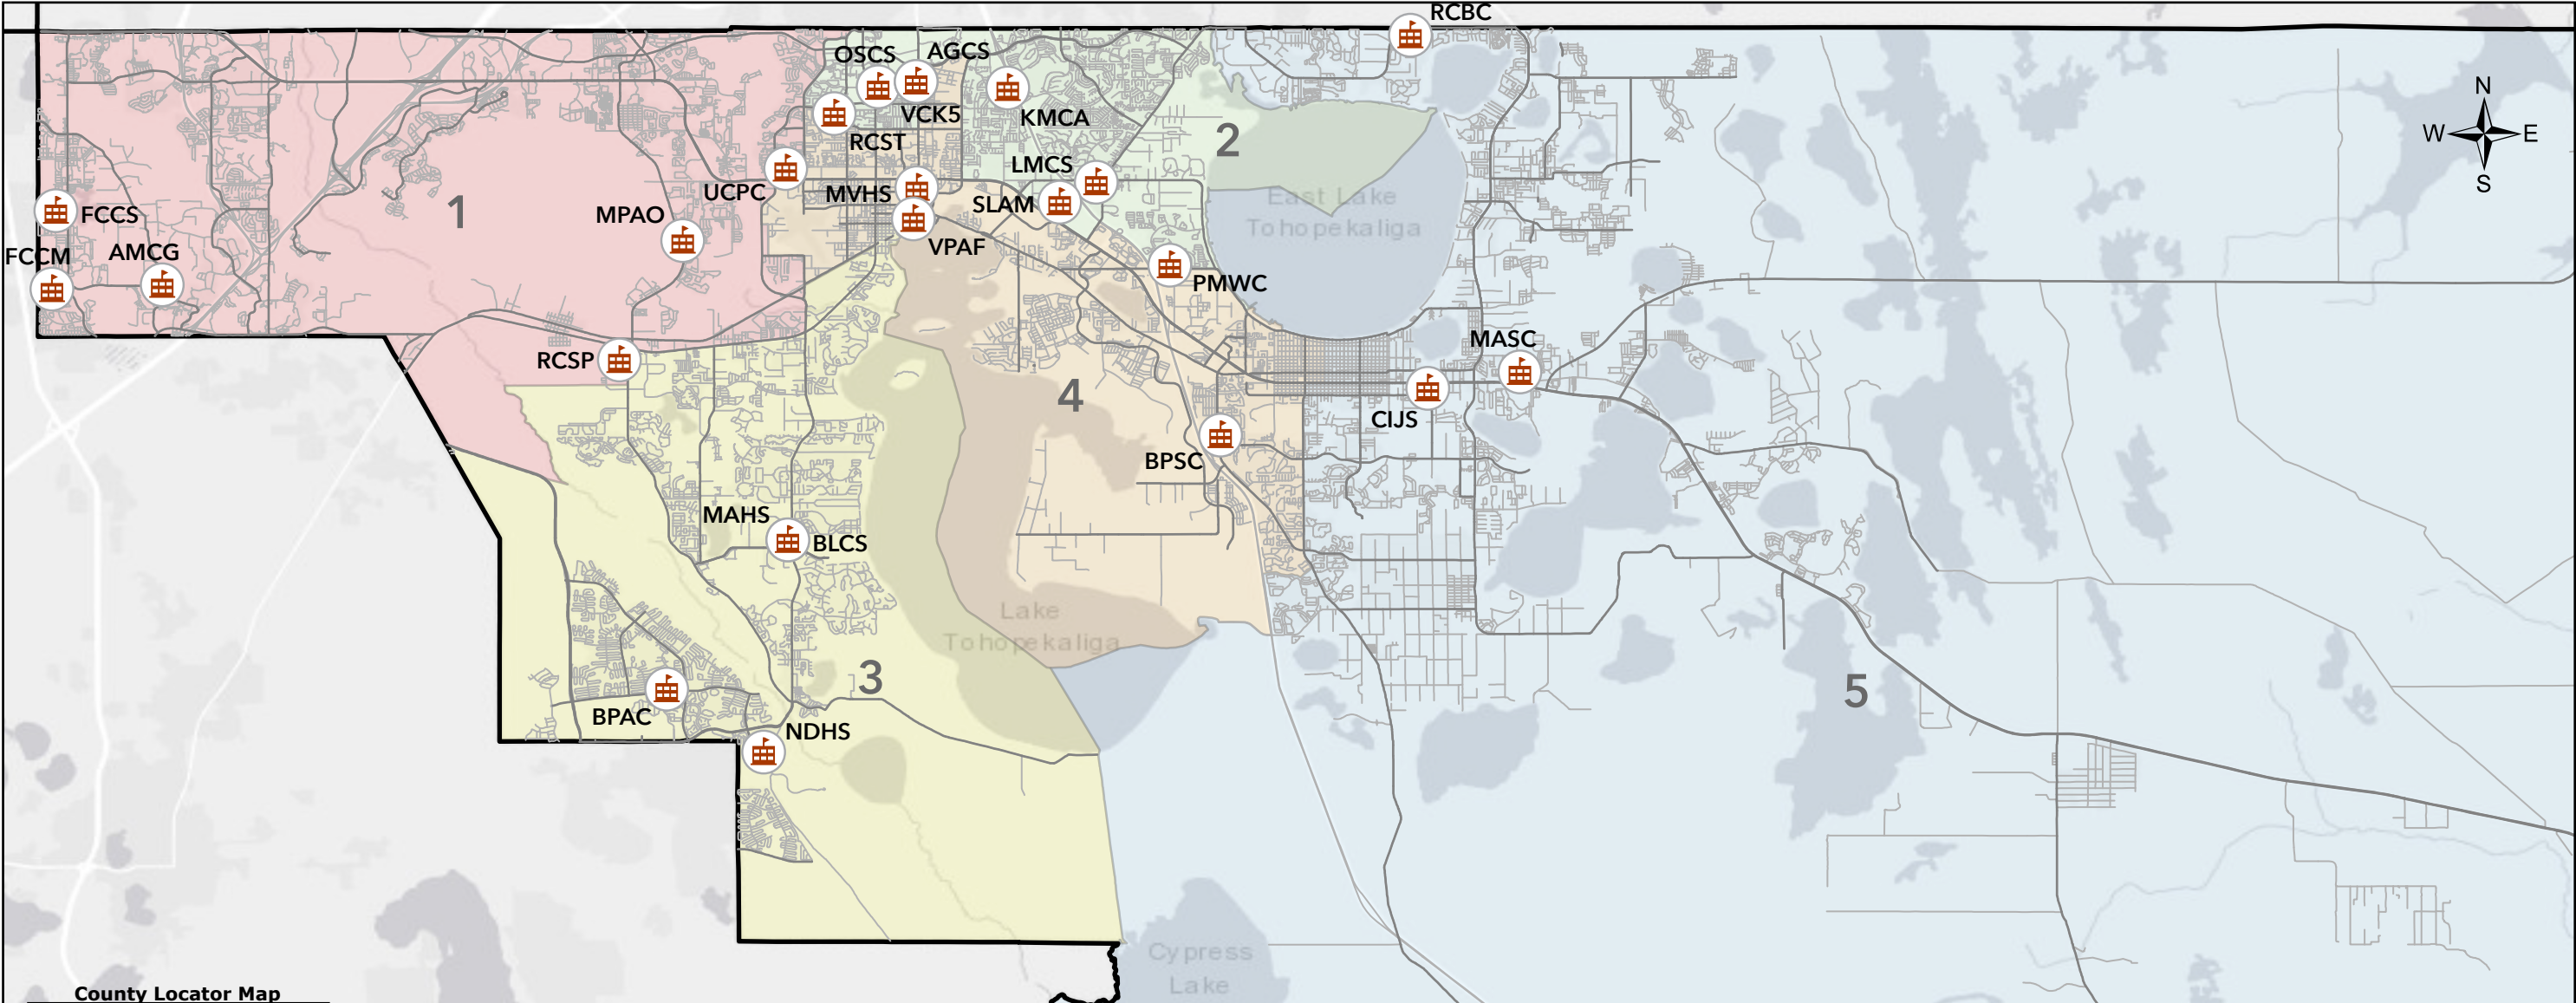 RCBC
OSCS
AGCS
N
VCK5
KMCA
W
E
RCST
2
LMCS
UCPC
MVHS
S
East Lake
Tohopekaliga
SLAM
1
FCCS
MPAO
VPAF
FCCM
AMCG
PMWC
MASC
RCSP
4
CIJS
BPSC
MAHS
BLCS
Lake
Tohopekaliga
3
5
BPAC
NDHS
Cypress
Lake
County Locator Map